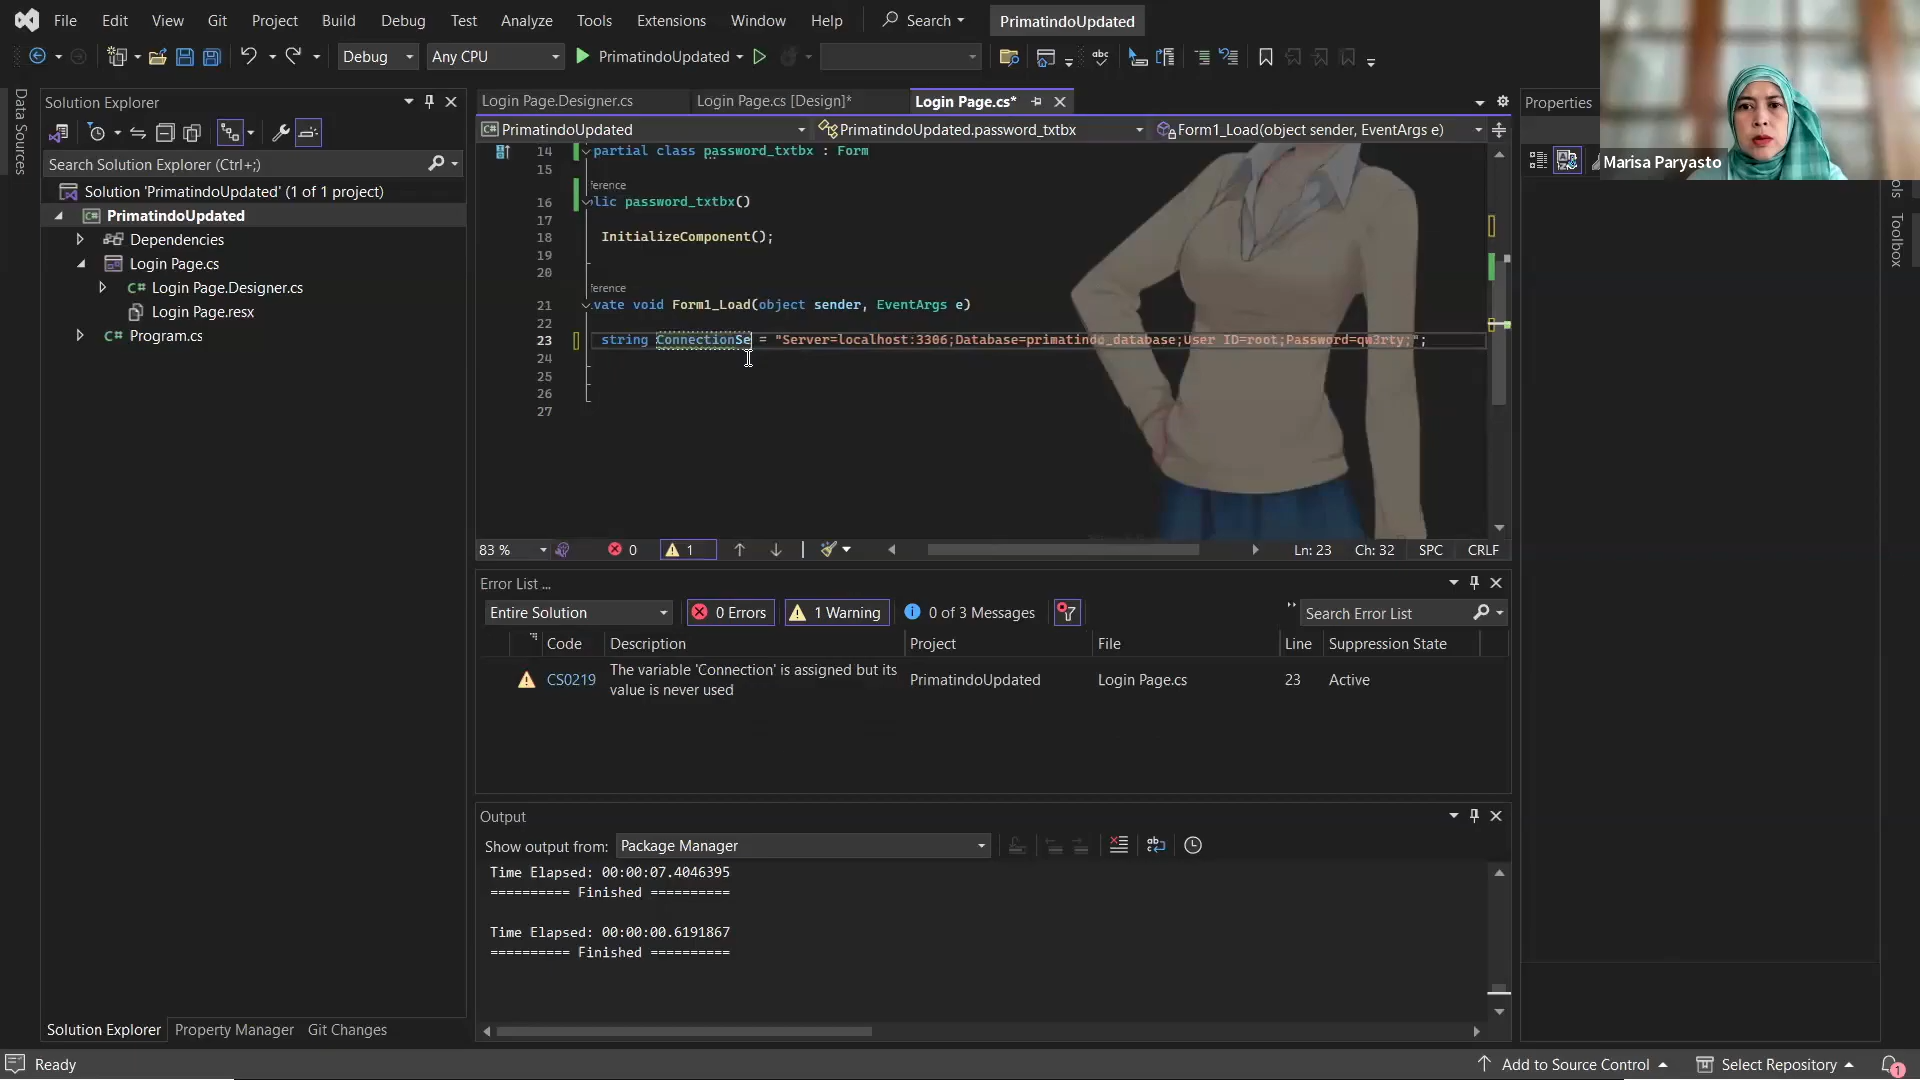 File Edit View Git Project Build Debug Test Analyze Tools Extensions Window Help Search PrimatindoUpdated
Debug Any CPU PrimatindoUpdated
Data Sources
Solution Explorer
Search Solution Explorer (Ctrl+;)
Solution 'PrimatindoUpdated' (1 of 1 project)
PrimatindoUpdated
Dependencies
Login Page.cs
Login Page.Designer.cs
Login Page.resx
Program.cs
Solution Explorer Property Manager Git Changes
Login Page.Designer.cs Login Page.cs [Design]* Login Page.cs*
PrimatindoUpdated PrimatindoUpdated.password_txtbx Form1_Load(object sender, EventArgs e)
14 partial class password_txtbx : Form
15
ference
16 lic password_txtbx()
17
18 InitializeComponent();
19
20
ference
21 vate void Form1_Load(object sender, EventArgs e)
22
23 string ConnectionSe = "Server=localhost:3306;Database=primatindo_database;User ID=root;Password=qw3rty;";
24
25
26
27
83 % 0 1 Ln: 23 Ch: 32 SPC CRLF
Error List ...
Entire Solution 0 Errors 1 Warning 0 of 3 Messages Search Error List
Code Description Project File Line Suppression State
CS0219 The variable 'Connection' is assigned but its value is never used PrimatindoUpdated Login Page.cs 23 Active
Output
Show output from: Package Manager
Time Elapsed: 00:00:07.4046395
========== Finished ==========
Time Elapsed: 00:00:00.6191867
========== Finished ==========
Properties
Marisa Paryasto
Toolbox
Ready Add to Source Control Select Repository 1